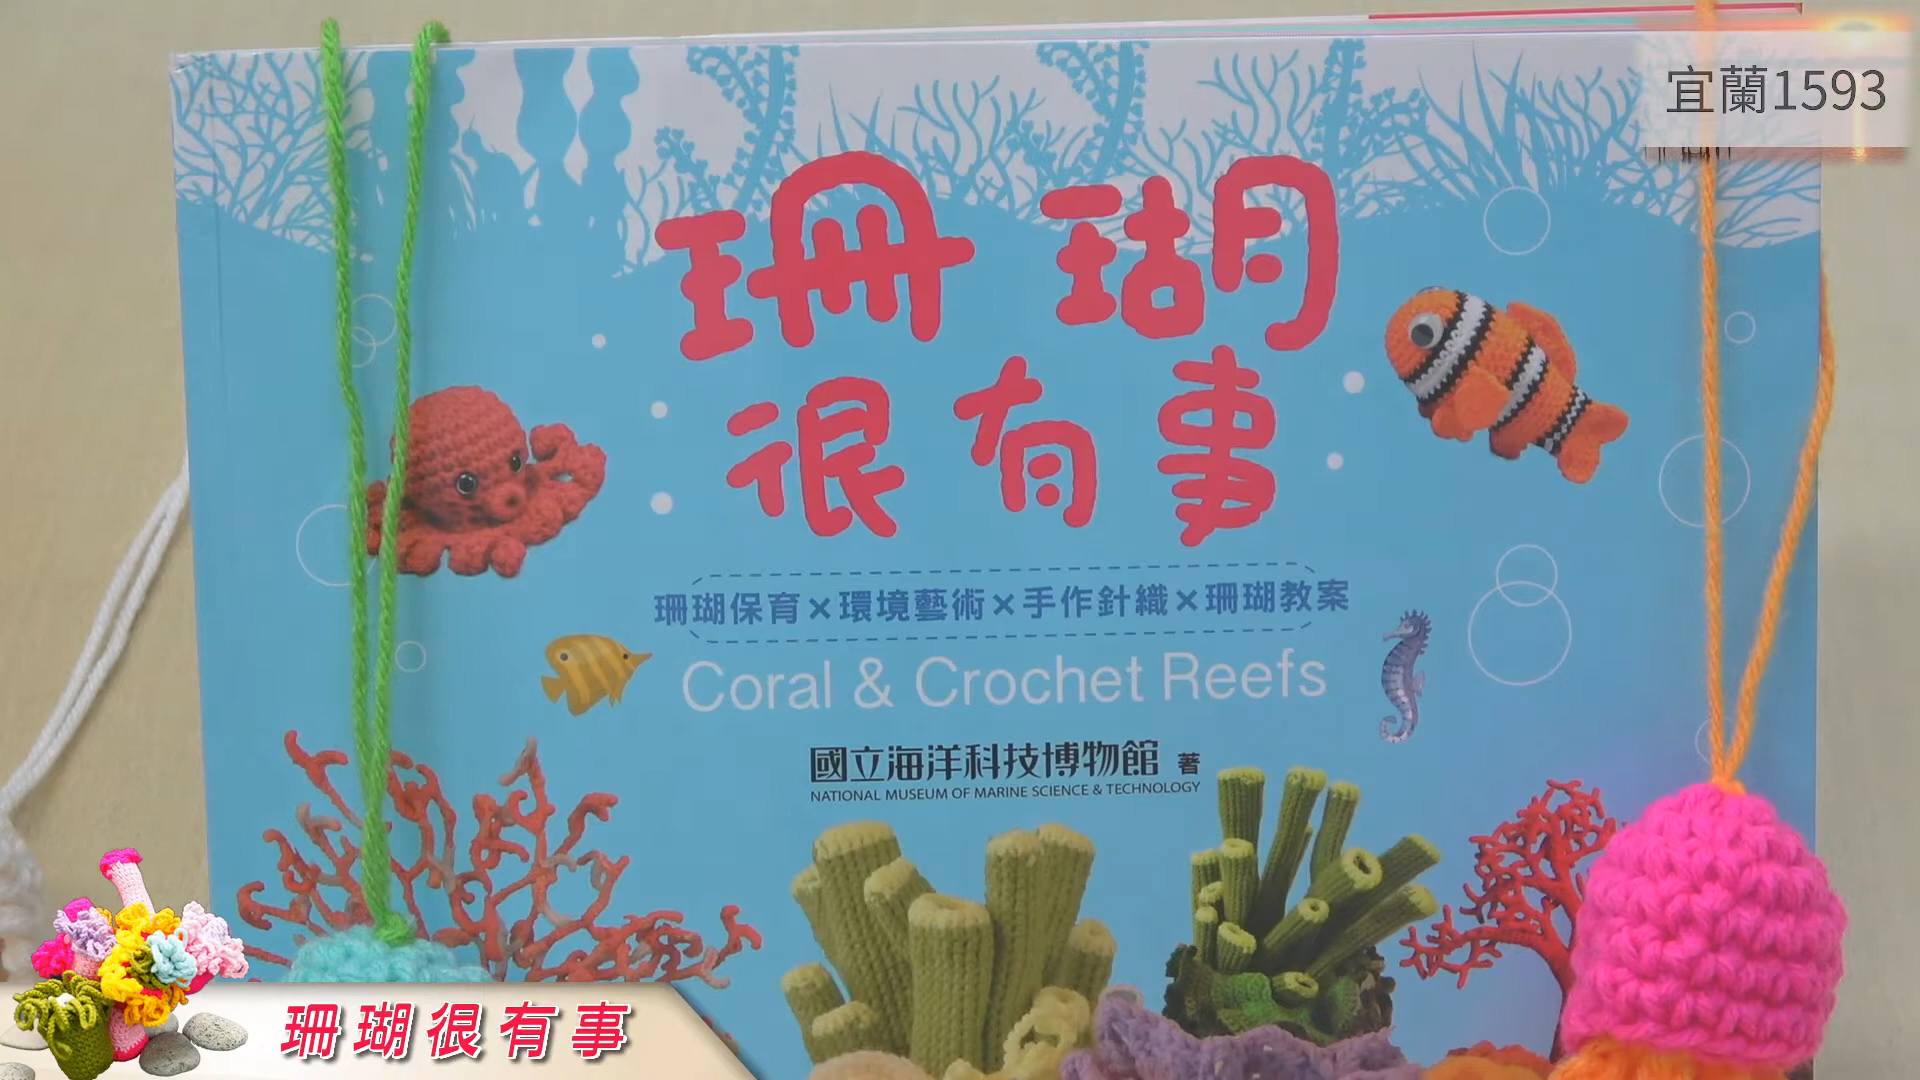 宜蘭1593
珊瑚
很有事
珊瑚保育×環境藝術×手作針織×珊瑚教案
Coral & Crochet Reefs
國立海洋科技博物館 著
NATIONAL MUSEUM OF MARINE SCIENCE & TECHNOLOGY
珊瑚很有事